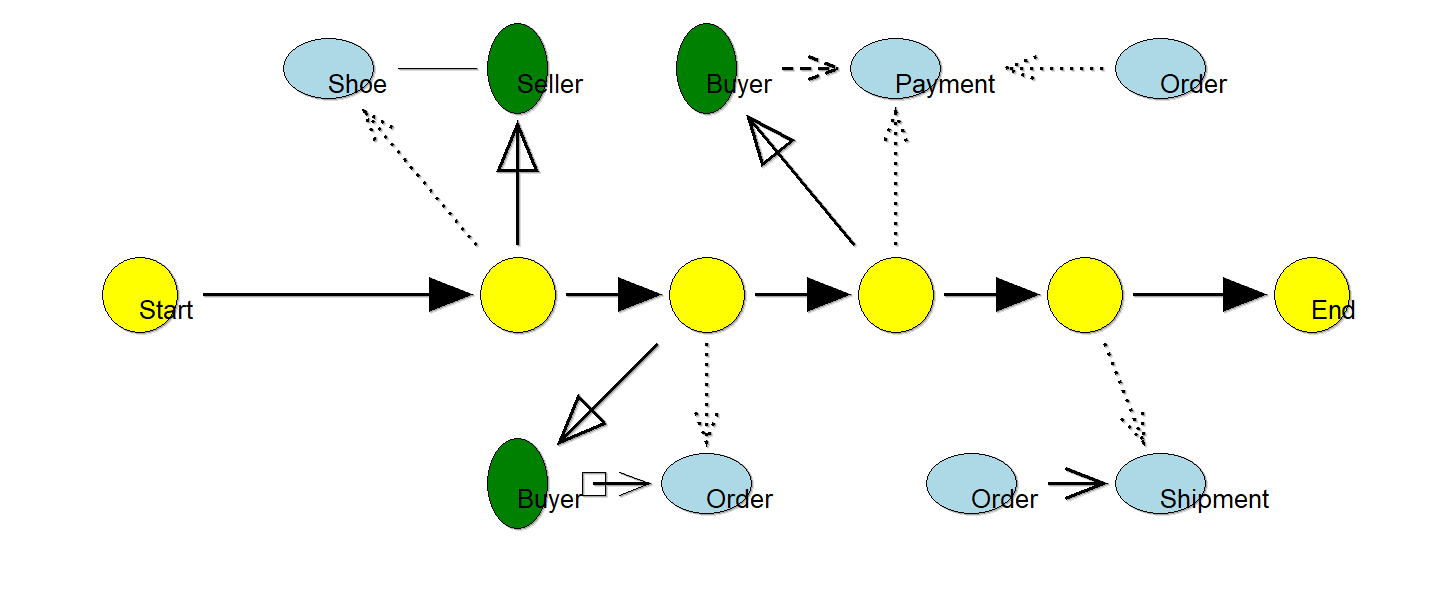 Shoe
Seller
Buyer
Payment
Order
Start
End
Buyer
Order
Order
Shipment